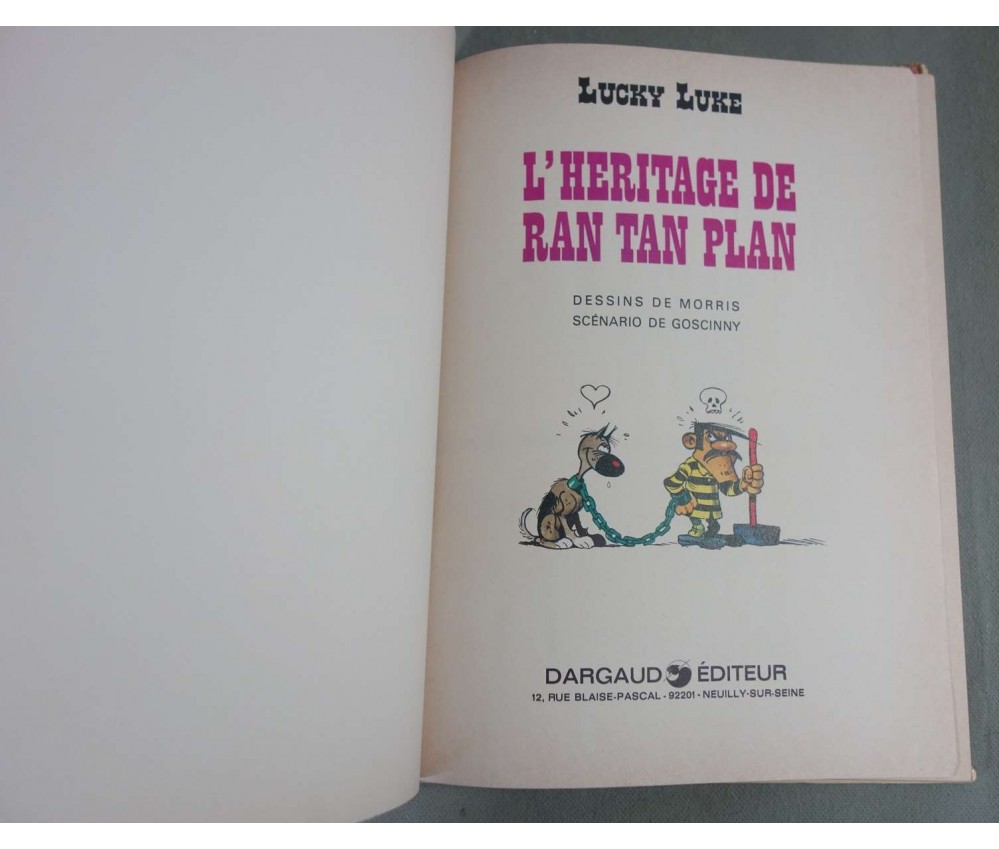 LUCKY LUKE
L'HERITAGE DE
RAN TAN PLAN
DESSINS DE MORRIS
SCÉNARIO DE GOSCINNY
DARGAUD ÉDITEUR
12, RUE BLAISE-PASCAL - 92201 - NEUILLY-SUR-SEINE